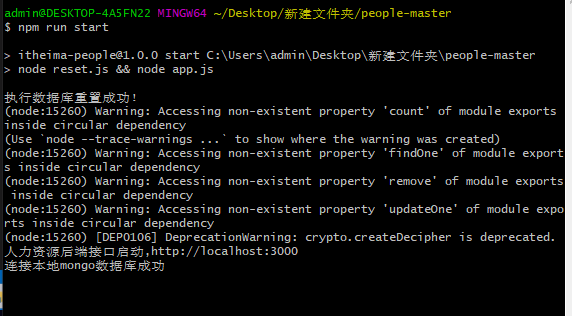 admin@DESKTOP-4A5FN22 MINGW64 ~/Desktop/新建文件夹/people-master
$ npm run start
> itheima-people@1.0.0 start C:\Users\admin\Desktop\新建文件夹\people-master
> node reset.js && node app.js
执行数据库重置成功!
(node:15260) Warning: Accessing non-existent property 'count' of module exports
inside circular dependency
(Use `node --trace-warnings ...` to show where the warning was created)
(node:15260) Warning: Accessing non-existent property 'findOne' of module export
s inside circular dependency
(node:15260) Warning: Accessing non-existent property 'remove' of module exports
 inside circular dependency
(node:15260) Warning: Accessing non-existent property 'updateOne' of module expo
rts inside circular dependency
(node:15260) [DEP0106] DeprecationWarning: crypto.createDecipher is deprecated.
人力资源后端接口启动,http://localhost:3000
连接本地mongo数据库成功